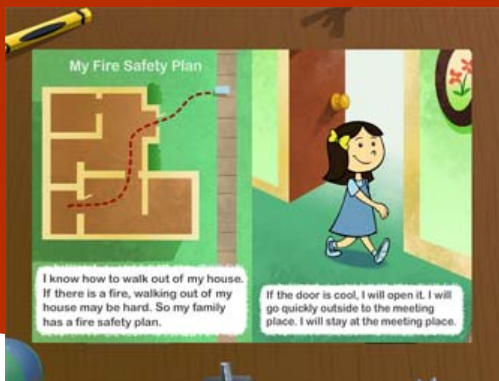 My Fire Safety Plan
I know how to walk out of my house.
If there is a fire, walking out of my
house may be hard. So my family
has a fire safety plan.
If the door is cool, I will open it. I will
go quickly outside to the meeting
place. I will stay at the meeting place.